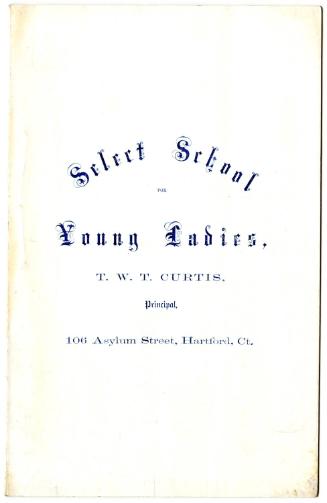 Select School
FOR
Young Ladies,
T. W. T. CURTIS,
Principal,
106 Asylum Street, Hartford, Ct.